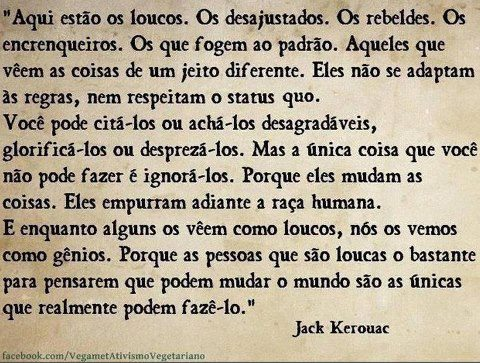 "Aqui estão os loucos. Os desajustados. Os rebeldes. Os
encrenqueiros. Os que fogem ao padrão. Aqueles que
vêem as coisas de um jeito diferente. Eles não se adaptam
às regras, nem respeitam o status quo.
Você pode citá-los ou achá-los desagradáveis,
glorificá-los ou desprezá-los. Mas a única coisa que você
não pode fazer é ignorá-los. Porque eles mudam as
coisas. Eles empurram adiante a raça humana.
E enquanto alguns os vêem como loucos, nós os vemos
como gênios. Porque as pessoas que são loucas o bastante
para pensarem que podem mudar o mundo são as únicas
que realmente podem fazê-lo."
Jack Kerouac
facebook.com/VegametAtivismoVegetariano